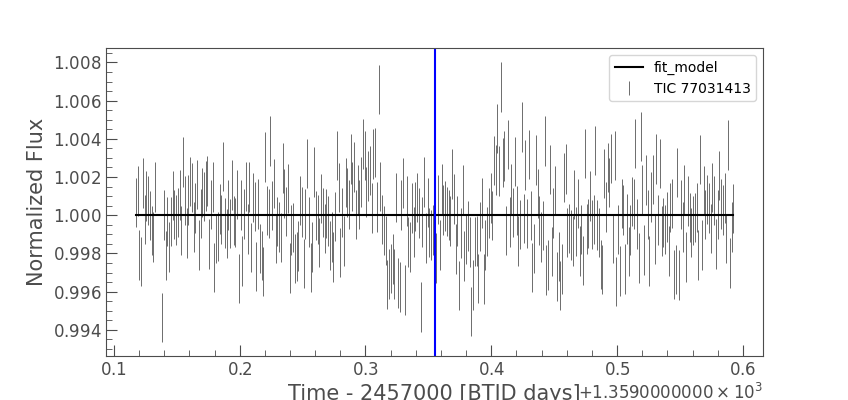 1.008
1.006
1.004
1.002
1.000
0.998
0.996
0.994
Normalized Flux
fit_model
TIC 77031413
0.1 0.2 0.3 0.4 0.5 0.6
Time - 2457000 [BTJD days]
+1.3590000000 × 10³